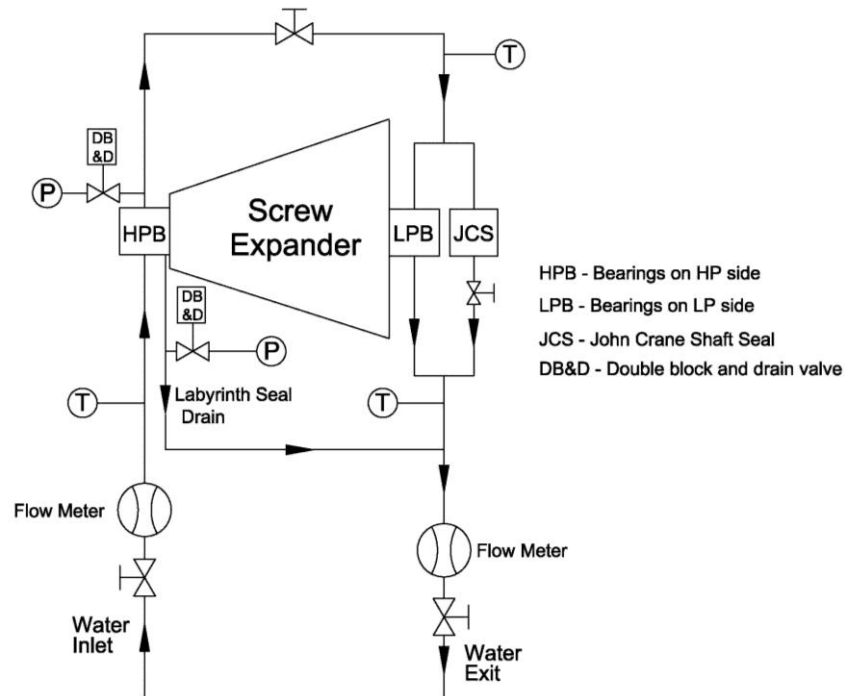 T
DB
&D
P
HPB
Screw
Expander
LPB
JCS
HPB - Bearings on HP side
LPB - Bearings on LP side
JCS - John Crane Shaft Seal
DB&D - Double block and drain valve
DB
&D
P
T
Labyrinth Seal
Drain
T
Flow Meter
Flow Meter
Water
Inlet
Water
Exit